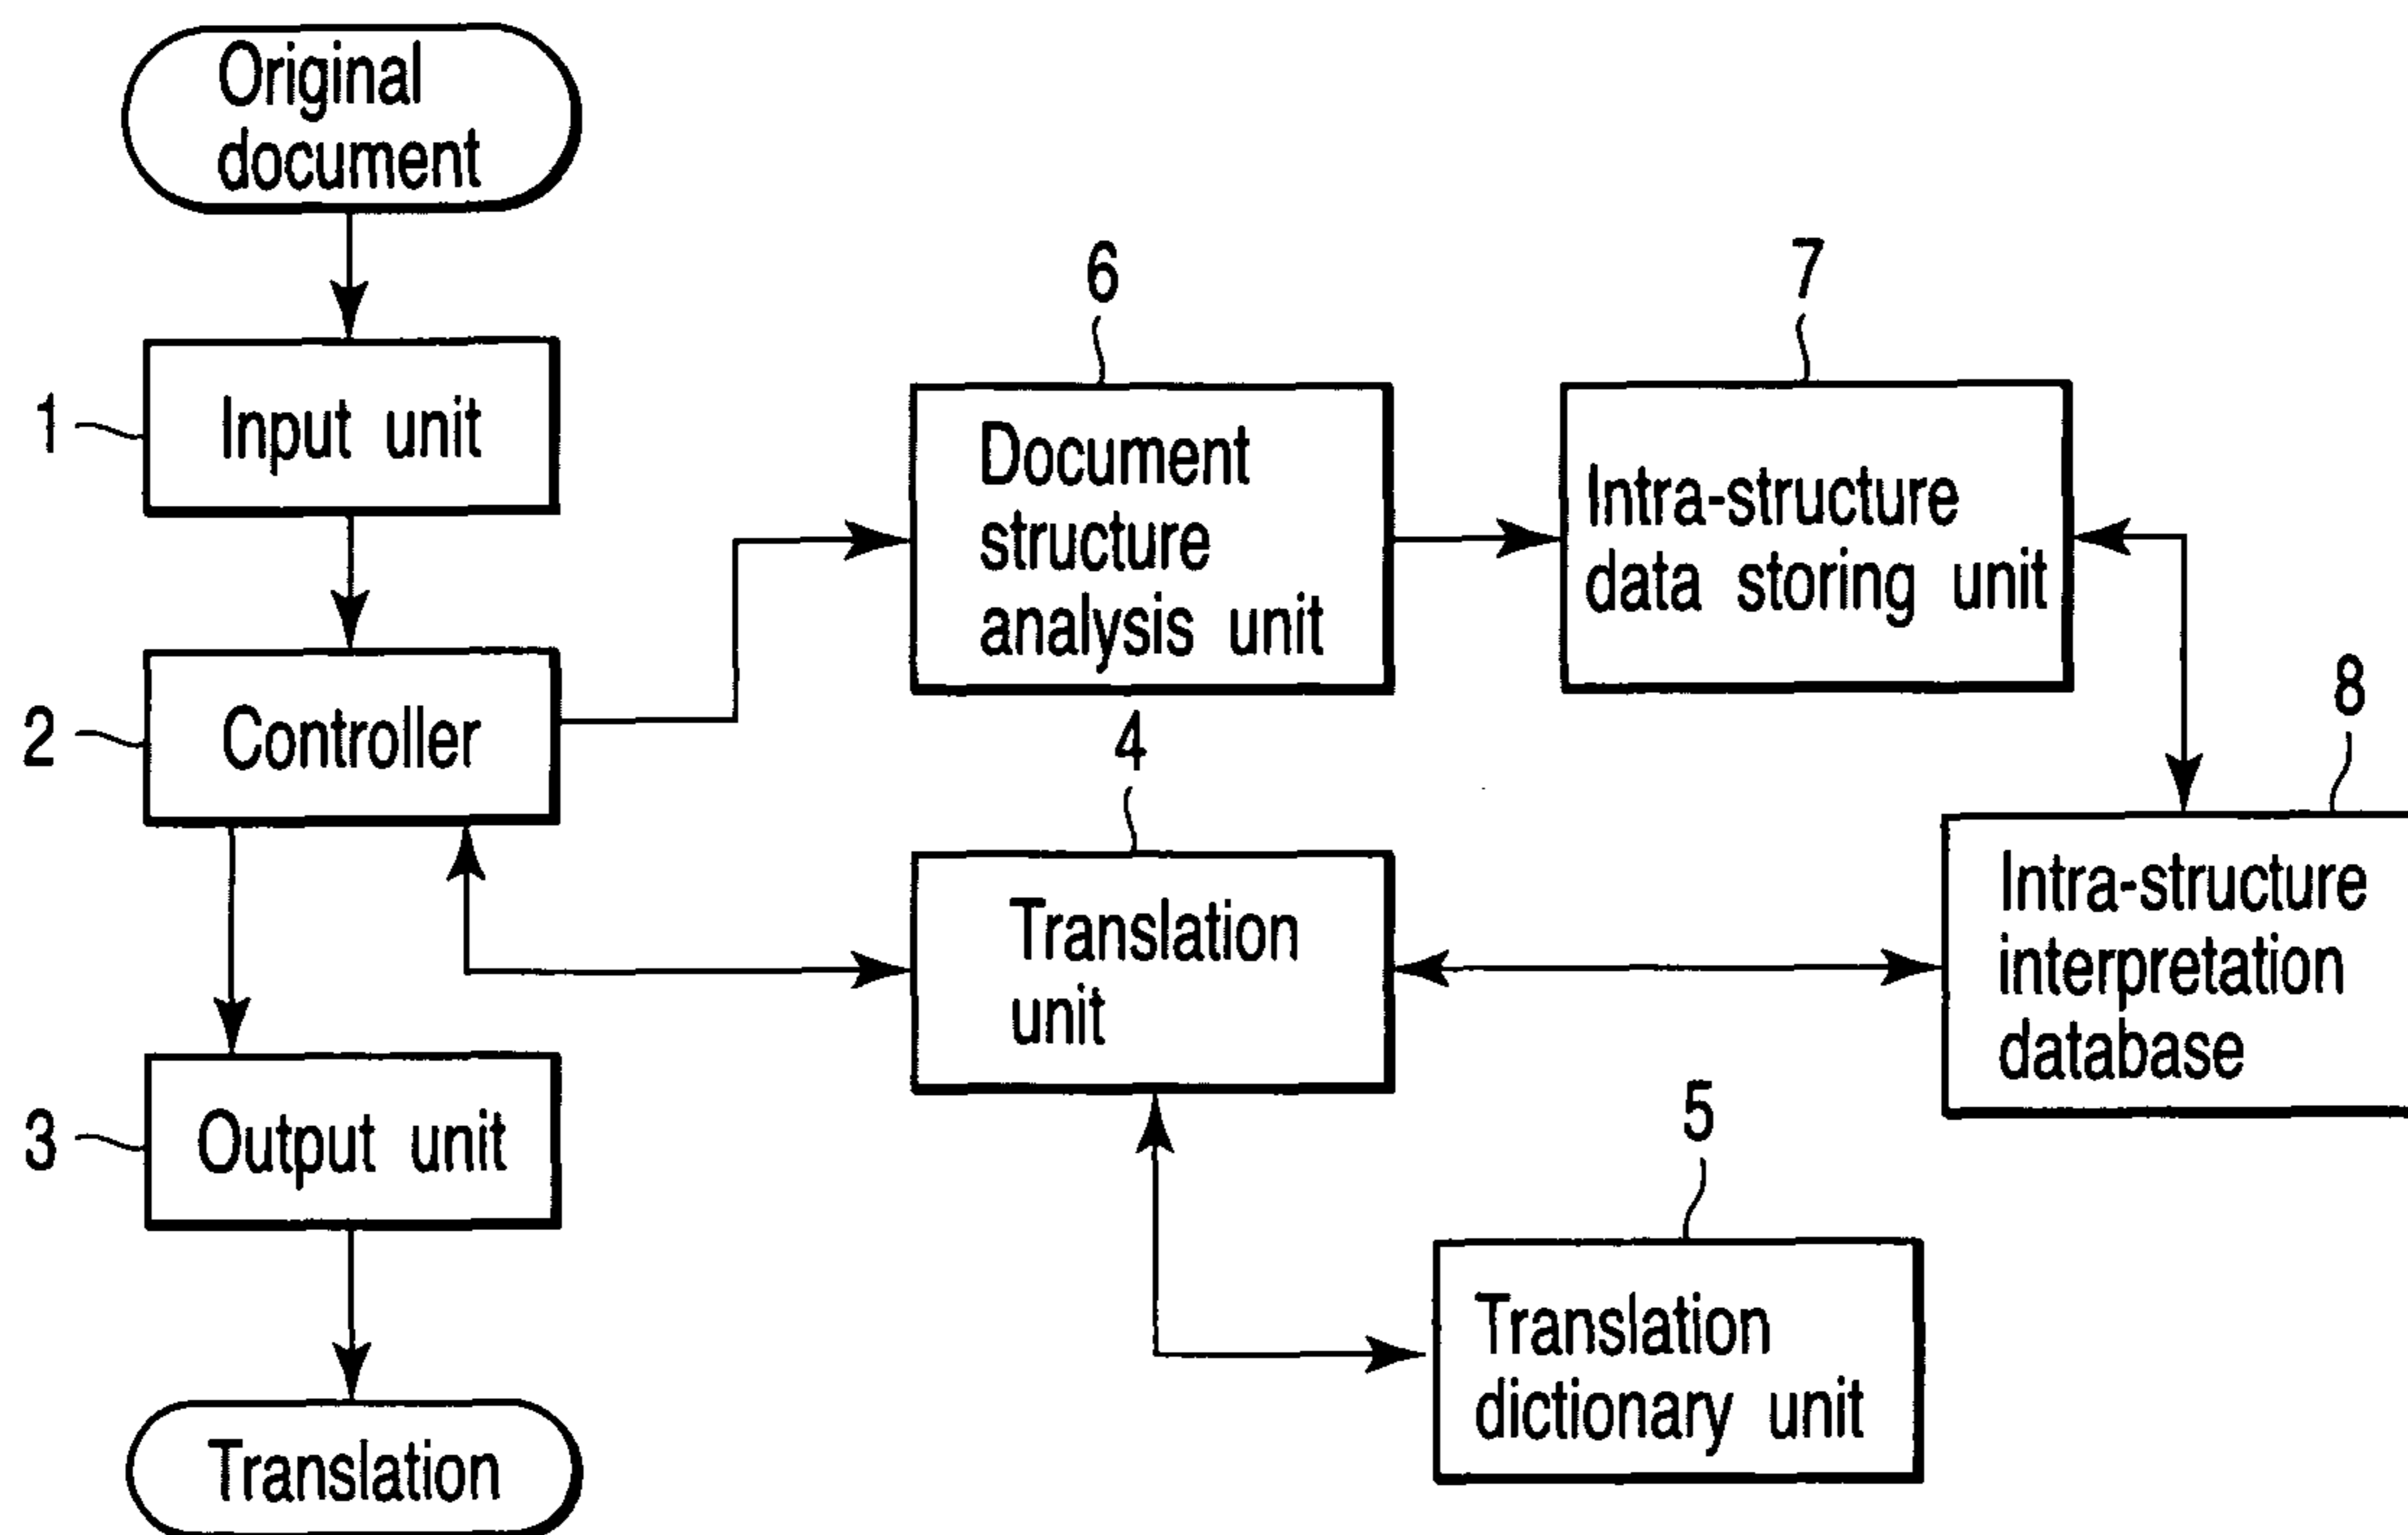 Original
document
1
Input unit
2
Controller
3
Output unit
Translation
6
Document
structure
analysis unit
7
Intra-structure
data storing unit
4
Translation
unit
8
Intra-structure
interpretation
database
5
Translation
dictionary unit